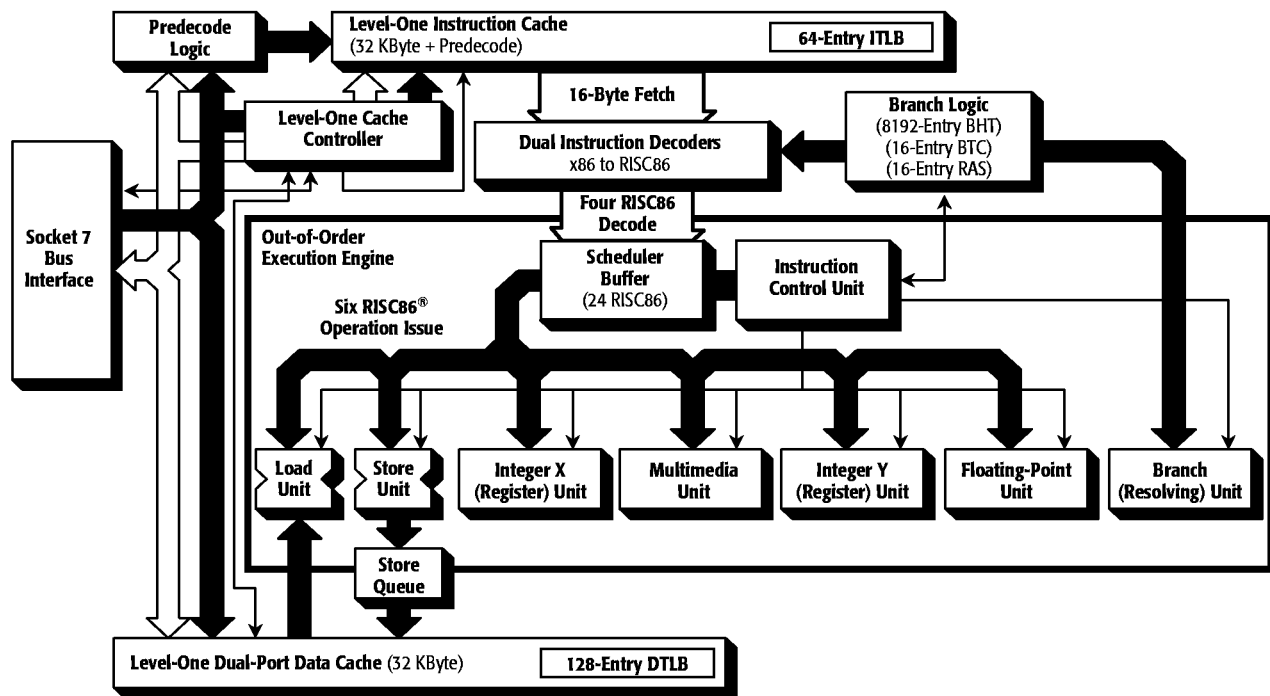 Predecode
Logic
Level-One Instruction Cache
(32 KByte + Predecode)
64-Entry ITLB
16-Byte Fetch
Level-One Cache
Controller
Dual Instruction Decoders
x86 to RISC86
Branch Logic
(8192-Entry BHT)
(16-Entry BTC)
(16-Entry RAS)
Four RISC86
Decode
Socket 7
Bus
Interface
Out-of-Order
Execution Engine
Scheduler
Buffer
(24 RISC86)
Instruction
Control Unit
Six RISC86®
Operation Issue
Load
Unit
Store
Unit
Integer X
(Register) Unit
Multimedia
Unit
Integer Y
(Register) Unit
Floating-Point
Unit
Branch
(Resolving) Unit
Store
Queue
Level-One Dual-Port Data Cache (32 KByte)
128-Entry DTLB